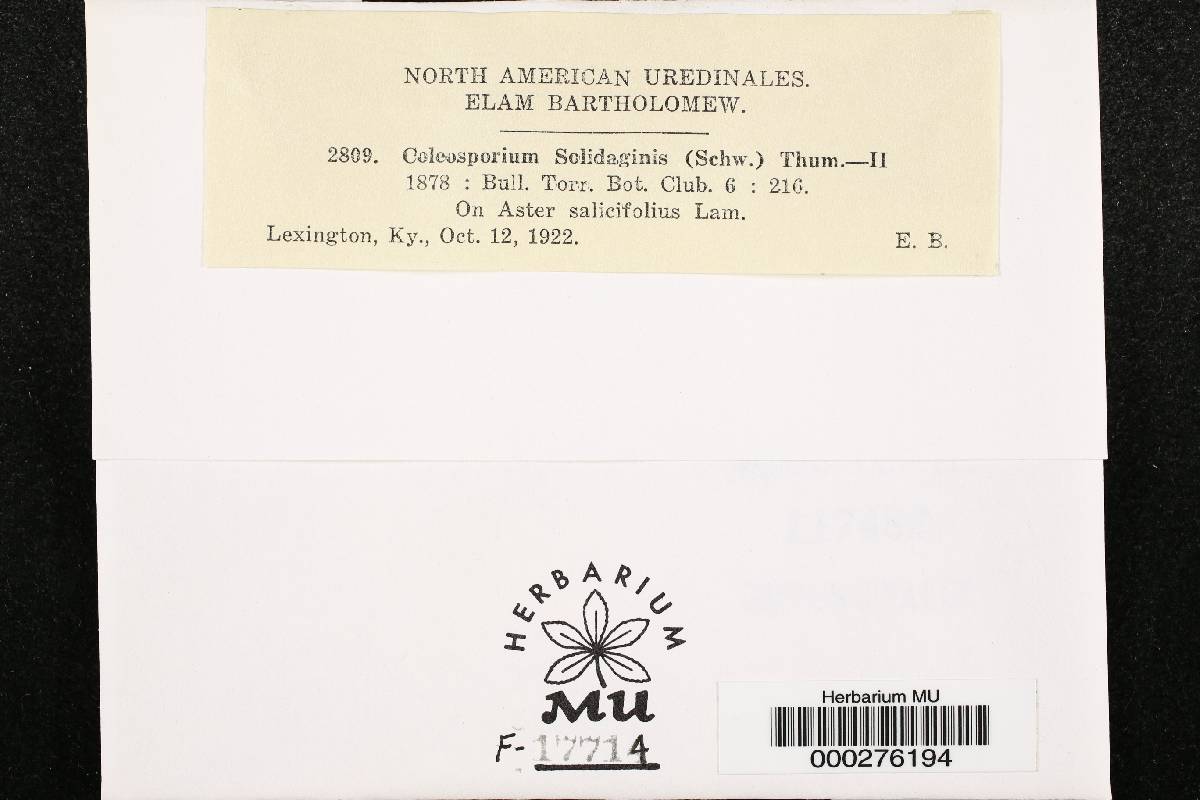 NORTH AMERICAN UREDINALES.
ELAM BARTHOLOMEW.
2809. Coleosporium Solidaginis (Schw.) Thum.—II
1878 : Bull. Torr. Bot. Club. 6 : 216.
On Aster salicifolius Lam.
Lexington, Ky., Oct. 12, 1922. E. B.
HERBARIUM
MU
F-17714
Herbarium MU
000276194